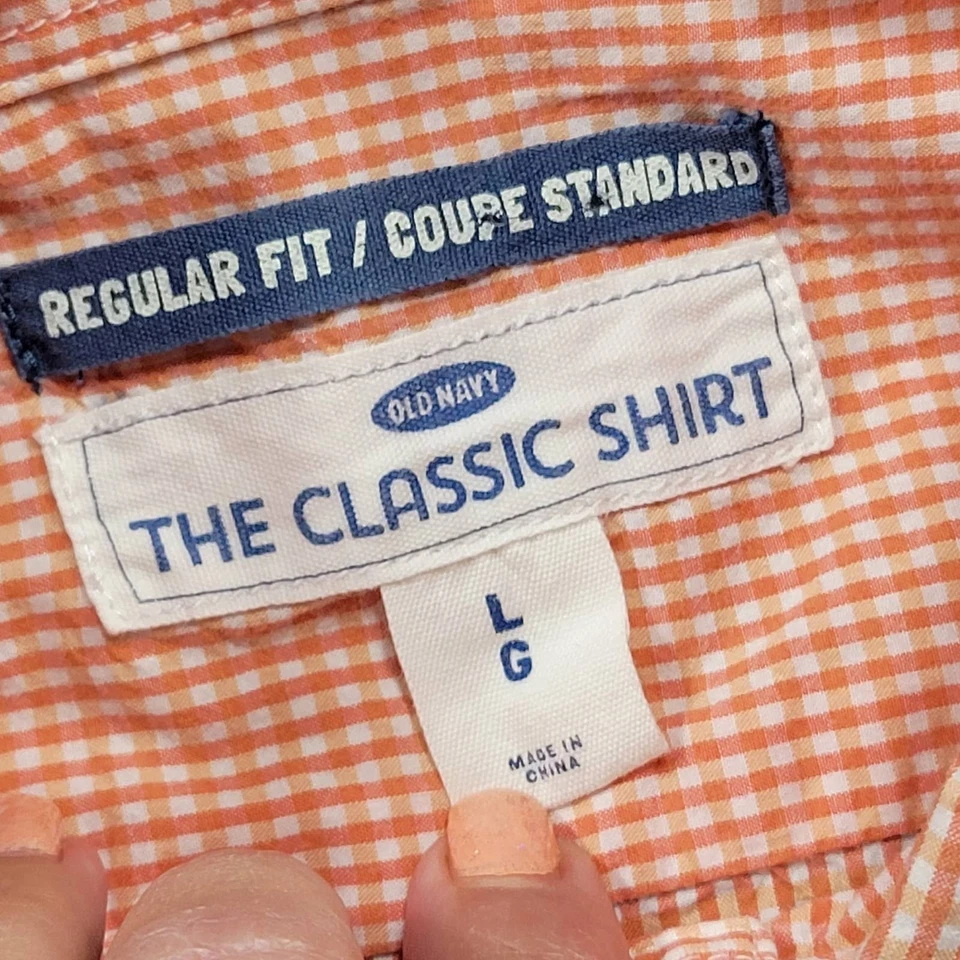 REGULAR FIT / COUPE STANDARD
OLD NAVY
THE CLASSIC SHIRT
L
G
MADE IN
CHINA